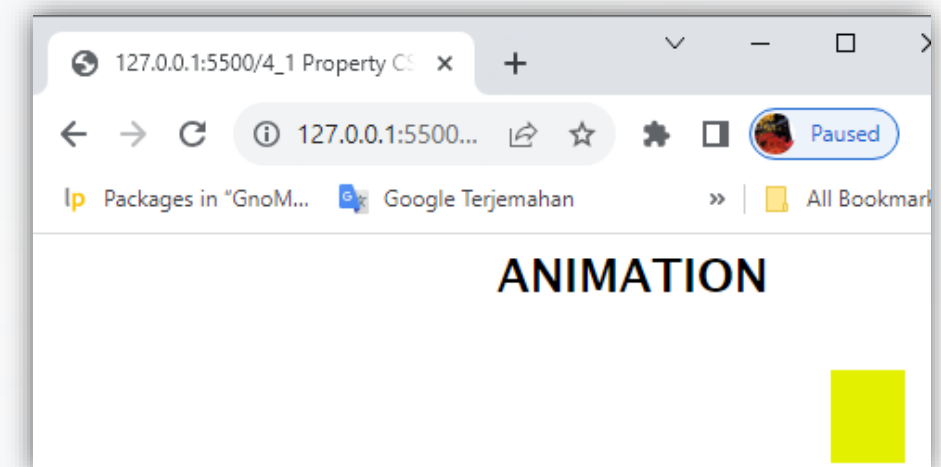 127.0.0.1:5500/4_1 Property CS
127.0.0.1:5500...
Paused
lp Packages in “GnoM... Google Terjemahan » All Bookmark
ANIMATION